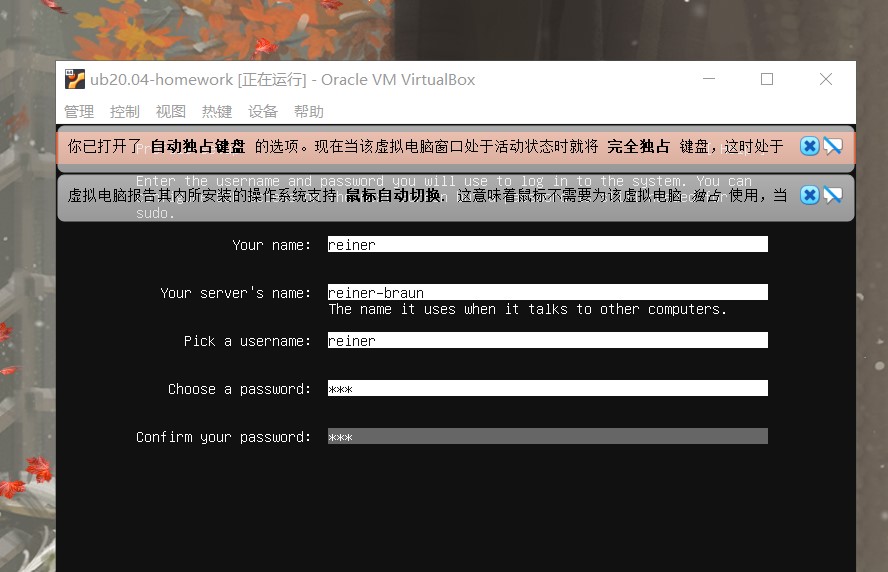 ub20.04-homework [正在运行] - Oracle VM VirtualBox
管理 控制 视图 热键 设备 帮助
你已打开了 自动独占键盘 的选项。现在当该虚拟电脑窗口处于活动状态时就将 完全独占 键盘，这时处于
Enter the username and password you will use to log in to the system. You can
虚拟电脑报告其内所安装的操作系统支持 鼠标自动切换. 这意味着鼠标不需要为该虚拟电脑 独占 使用，当
sudo.
Your name: reiner
Your server's name: reiner-braun
The name it uses when it talks to other computers.
Pick a username: reiner
Choose a password: ***
Confirm your password: ***